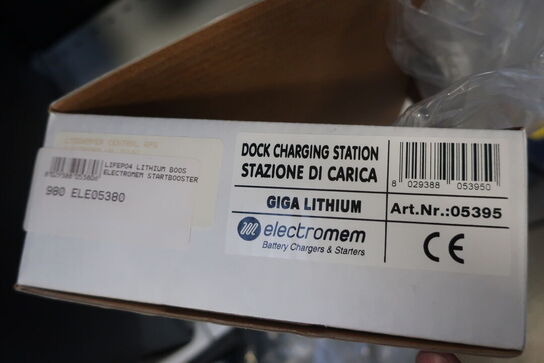 LIFEPO4 LITHIUM BOOS
ELECTROMEM STARTBOOSTER
980 ELE05380
DOCK CHARGING STATION
STAZIONE DI CARICA
GIGA LITHIUM
electromem
Battery Chargers & Starters
8 029388 053950
Art.Nr.:05395
CE